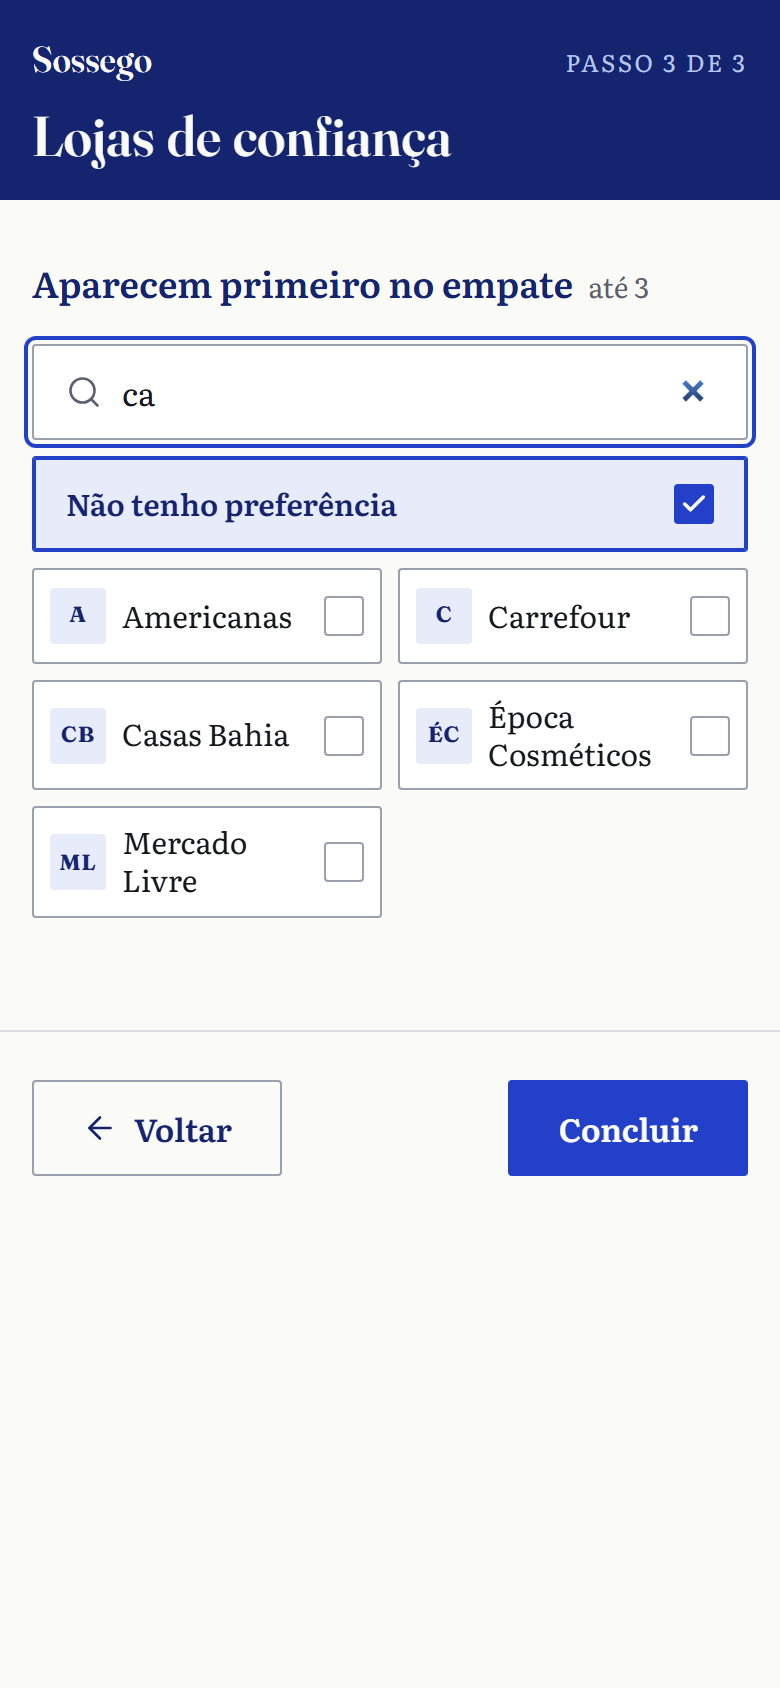 Sossego
PASSO 3 DE 3
Lojas de confiança
Aparecem primeiro no empate até 3
ca
Não tenho preferência
A Americanas
C Carrefour
CB Casas Bahia
ÉC Época
Cosméticos
ML Mercado
Livre
Voltar
Concluir